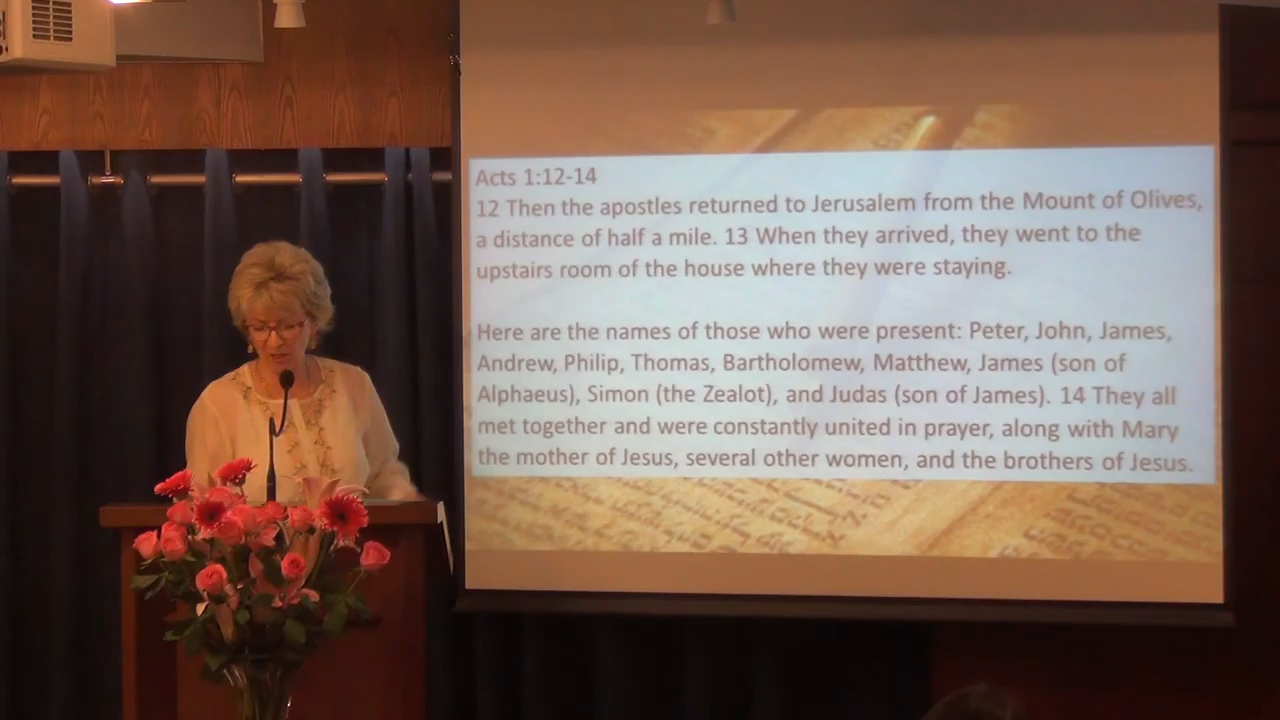 Acts 1:12-14
12 Then the apostles returned to Jerusalem from the Mount of Olives,
a distance of half a mile. 13 When they arrived, they went to the
upstairs room of the house where they were staying.
Here are the names of those who were present: Peter, John, James,
Andrew, Philip, Thomas, Bartholomew, Matthew, James (son of
Alphaeus), Simon (the Zealot), and Judas (son of James). 14 They all
met together and were constantly united in prayer, along with Mary
the mother of Jesus, several other women, and the brothers of Jesus.